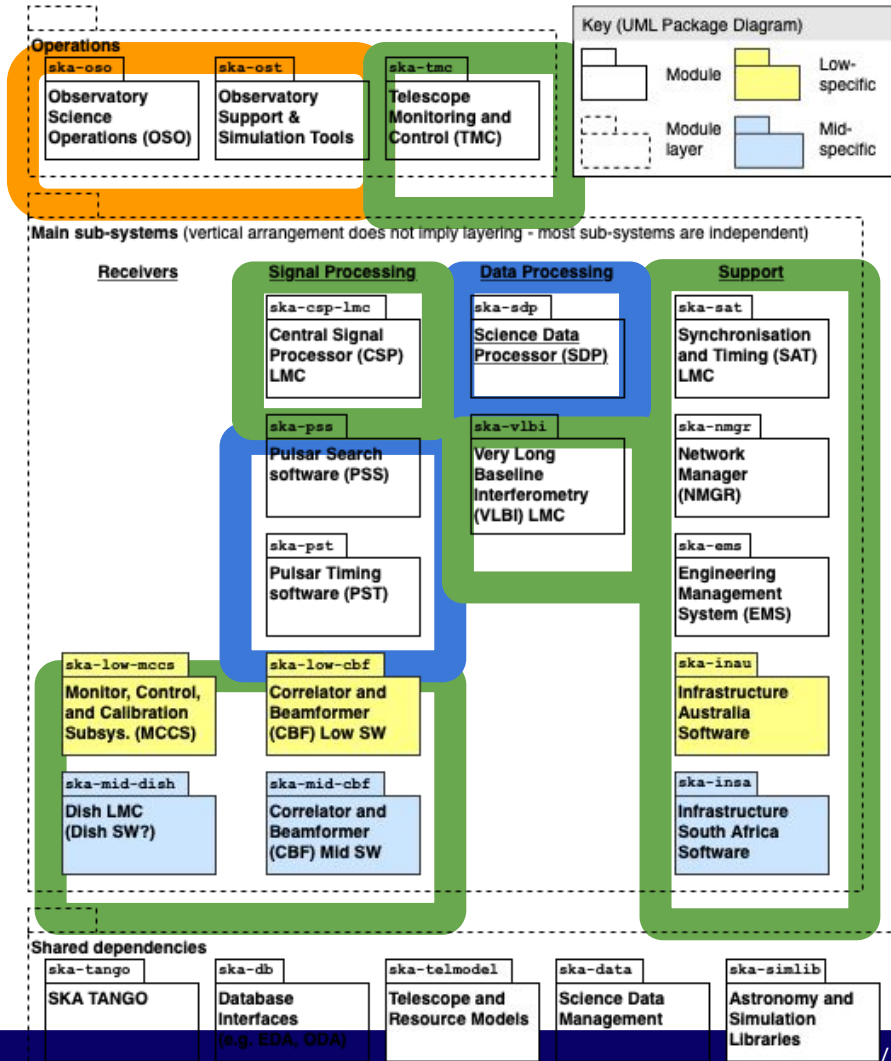 Operations
ska-oso
Observatory
Science
Operations (OSO)
ska-ost
Observatory
Support &
Simulation Tools
ska-tmc
Telescope
Monitoring and
Control (TMC)
Key (UML Package Diagram)
Module
Low-
specific
Module
layer
Mid-
specific
Main sub-systems (vertical arrangement does not imply layering - most sub-systems are independent)
Receivers
Signal Processing
Data Processing
Support
ska-csp-lmc
Central Signal
Processor (CSP)
LMC
ska-sdp
Science Data
Processor (SDP)
ska-sat
Synchronisation
and Timing (SAT)
LMC
ska-pss
Pulsar Search
software (PSS)
ska-vlbi
Very Long
Baseline
Interferometry
(VLBI) LMC
ska-nmgr
Network
Manager
(NMGR)
ska-pst
Pulsar Timing
software (PST)
ska-ems
Engineering
Management
System (EMS)
ska-low-mccs
Monitor, Control,
and Calibration
Subsys. (MCCS)
ska-low-cbf
Correlator and
Beamformer
(CBF) Low SW
ska-inau
Infrastructure
Australia
Software
ska-mid-dish
Dish LMC
(Dish SW?)
ska-mid-cbf
Correlator and
Beamformer
(CBF) Mid SW
ska-insa
Infrastructure
South Africa
Software
Shared dependencies
ska-tango
SKA TANGO
ska-db
Database
Interfaces
(e.g. EDA, ODA)
ska-telmodel
Telescope and
Resource Models
ska-data
Science Data
Management
ska-simlib
Astronomy and
Simulation
Libraries
/